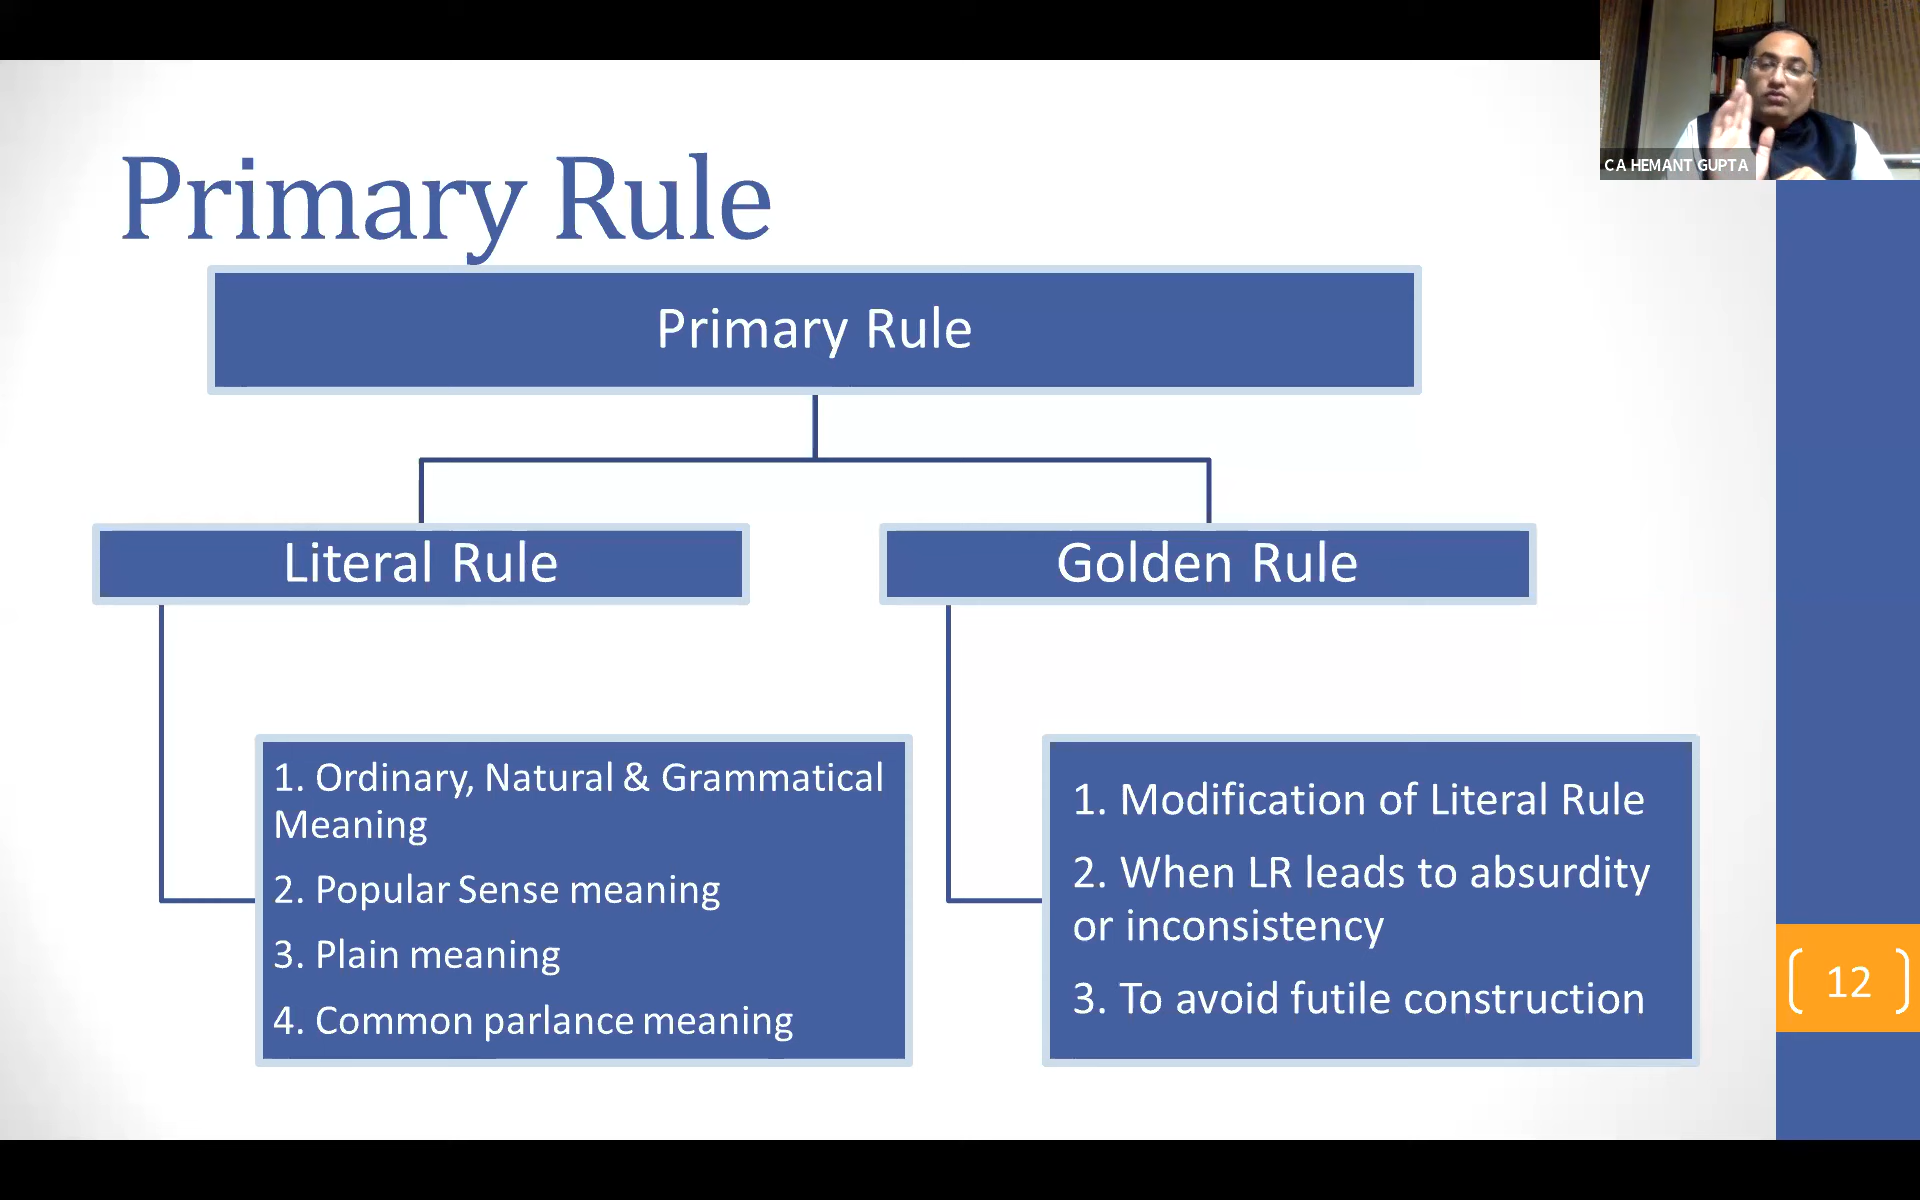 CA HEMANT GUPTA
Primary Rule
Primary Rule
Literal Rule
Golden Rule
1. Ordinary, Natural & Grammatical
Meaning
2. Popular Sense meaning
3. Plain meaning
4. Common parlance meaning
1. Modification of Literal Rule
2. When LR leads to absurdity
or inconsistency
3. To avoid futile construction
12